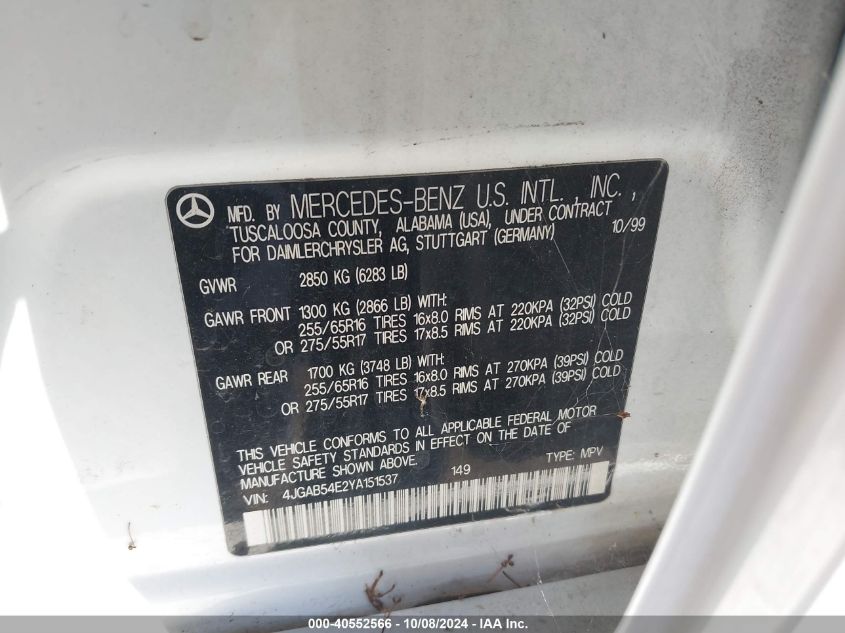 MFD. BY MERCEDES-BENZ U.S. INTL., INC.,
TUSCALOOSA COUNTY, ALABAMA (USA), UNDER CONTRACT 10/99
FOR DAIMLERCHRYSLER AG, STUTTGART (GERMANY)
GVWR 2850 KG (6283 LB)
GAWR FRONT 1300 KG (2866 LB) WITH:
255/65R16 TIRES 16x8.0 RIMS AT 220KPA (32PSI) COLD
OR 275/55R17 TIRES 17x8.5 RIMS AT 220KPA (32PSI) COLD
GAWR REAR 1700 KG (3748 LB) WITH:
255/65R16 TIRES 16x8.0 RIMS AT 270KPA (39PSI) COLD
OR 275/55R17 TIRES 17x8.5 RIMS AT 270KPA (39PSI) COLD
THIS VEHICLE CONFORMS TO ALL APPLICABLE FEDERAL MOTOR
VEHICLE SAFETY STANDARDS IN EFFECT ON THE DATE OF
MANUFACTURE SHOWN ABOVE.
VIN: 4JGAB54E2YA151537 149 TYPE: MPV
000-40552566 - 10/08/2024 - IAA Inc.